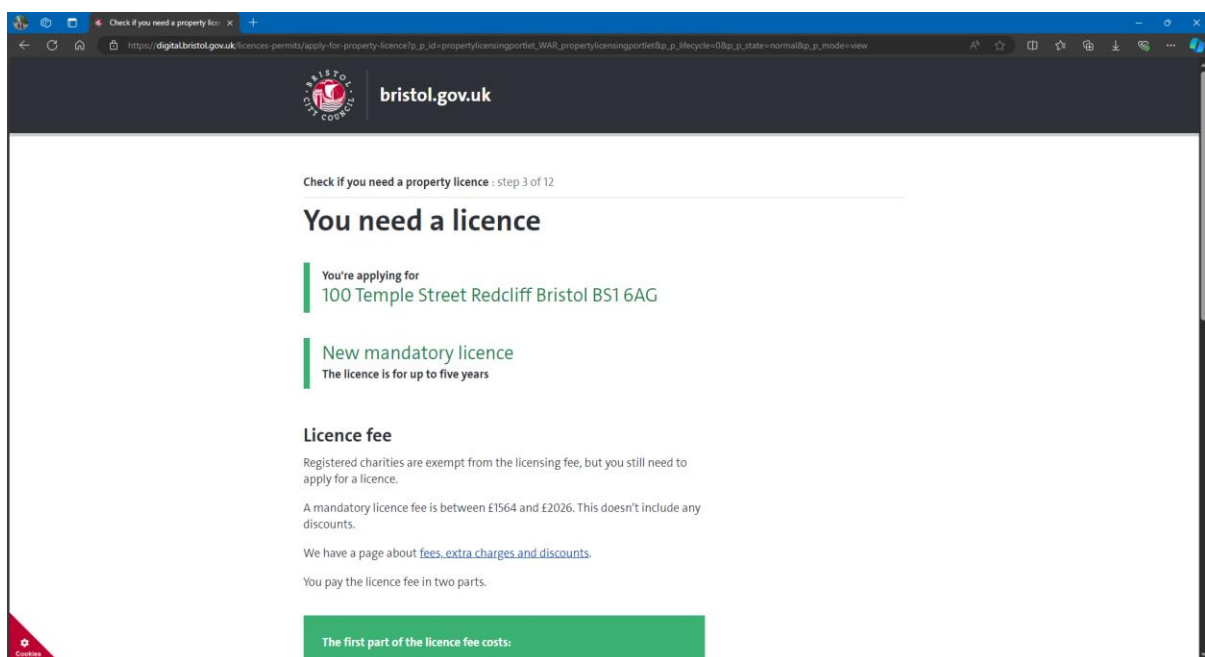 Check if you need a property licen
https://digital.bristol.gov.uk/licences-permits/apply-for-property-licence?p_p_id=propertylicensingportlet_WAR_propertylicensingportlet&p_p_lifecycle=0&p_p_state=normal&p_p_mode=view
BRISTOL
CITY COUNCIL
bristol.gov.uk
Check if you need a property licence : step 3 of 12
You need a licence
You're applying for
100 Temple Street Redcliff Bristol BS1 6AG
New mandatory licence
The licence is for up to five years
Licence fee
Registered charities are exempt from the licensing fee, but you still need to
apply for a licence.
A mandatory licence fee is between £1564 and £2026. This doesn't include any
discounts.
We have a page about fees, extra charges and discounts.
You pay the licence fee in two parts.
The first part of the licence fee costs:
Cookies